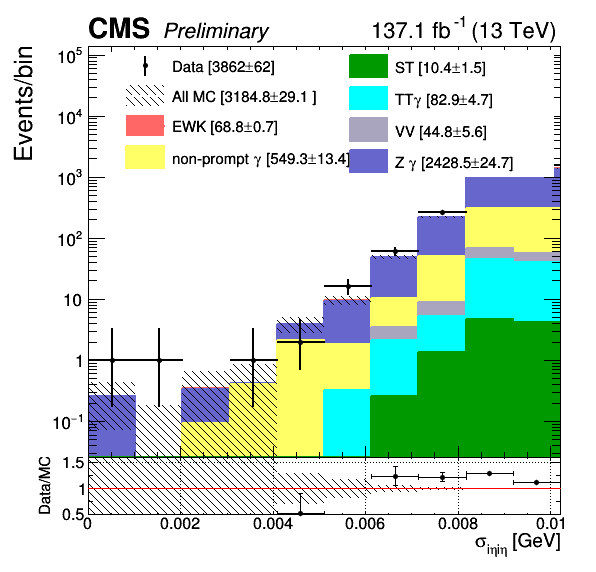 CMS Preliminary 137.1 fb⁻¹ (13 TeV)
Events/bin
10⁵
10⁴
10³
10²
10
1
10⁻¹
Data [3862±62]
All MC [3184.8±29.1 ]
EWK [68.8±0.7]
non-prompt γ [549.3±13.4]
ST [10.4±1.5]
TTγ [82.9±4.7]
VV [44.8±5.6]
Z γ [2428.5±24.7]
Data/MC
1.5
1
0.5
0 0.002 0.004 0.006 0.008 0.01
σiηiη [GeV]